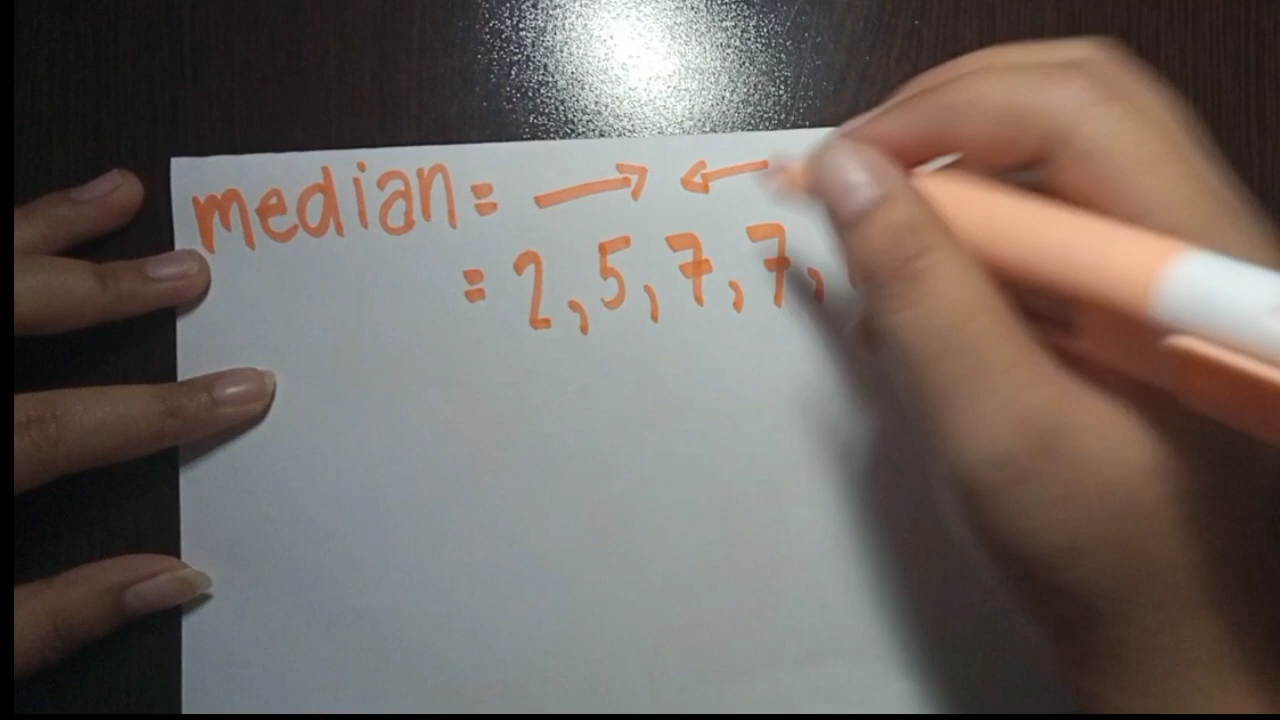 median = → ←
= 2, 5, 7, 7,